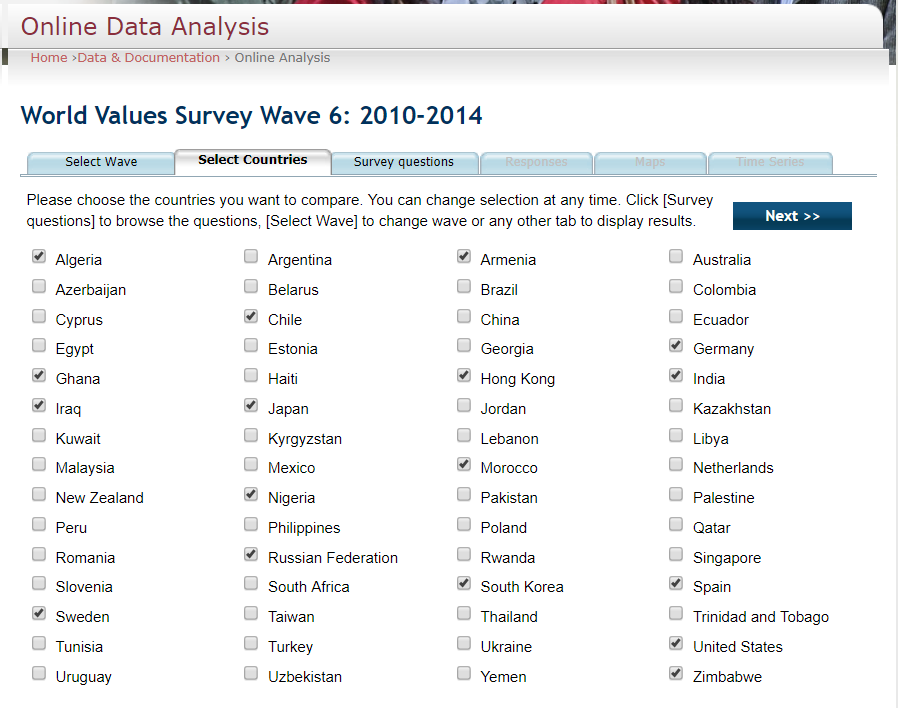 Online Data Analysis
Home ›Data & Documentation › Online Analysis
World Values Survey Wave 6: 2010-2014
Select Wave Select Countries Survey questions Responses Maps Time Series
Please choose the countries you want to compare. You can change selection at any time. Click [Survey
questions] to browse the questions, [Select Wave] to change wave or any other tab to display results.
Next >>
Algeria Argentina Armenia Australia
Azerbaijan Belarus Brazil Colombia
Cyprus Chile China Ecuador
Egypt Estonia Georgia Germany
Ghana Haiti Hong Kong India
Iraq Japan Jordan Kazakhstan
Kuwait Kyrgyzstan Lebanon Libya
Malaysia Mexico Morocco Netherlands
New Zealand Nigeria Pakistan Palestine
Peru Philippines Poland Qatar
Romania Russian Federation Rwanda Singapore
Slovenia South Africa South Korea Spain
Sweden Taiwan Thailand Trinidad and Tobago
Tunisia Turkey Ukraine United States
Uruguay Uzbekistan Yemen Zimbabwe